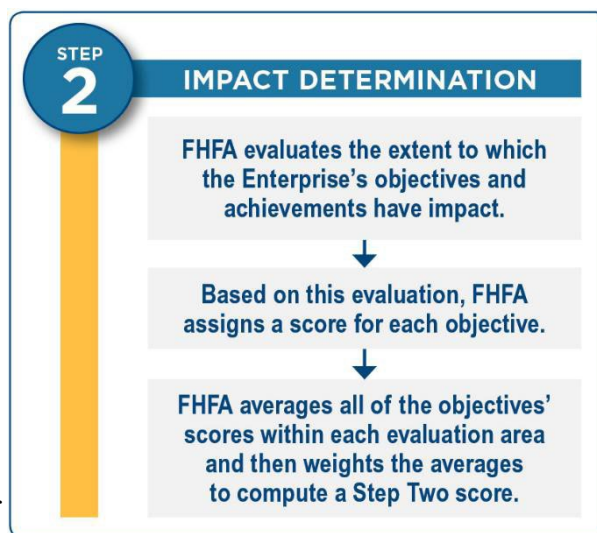 STEP
2
IMPACT DETERMINATION
FHFA evaluates the extent to which
the Enterprise’s objectives and
achievements have impact.
Based on this evaluation, FHFA
assigns a score for each objective.
FHFA averages all of the objectives’
scores within each evaluation area
and then weights the averages
to compute a Step Two score.